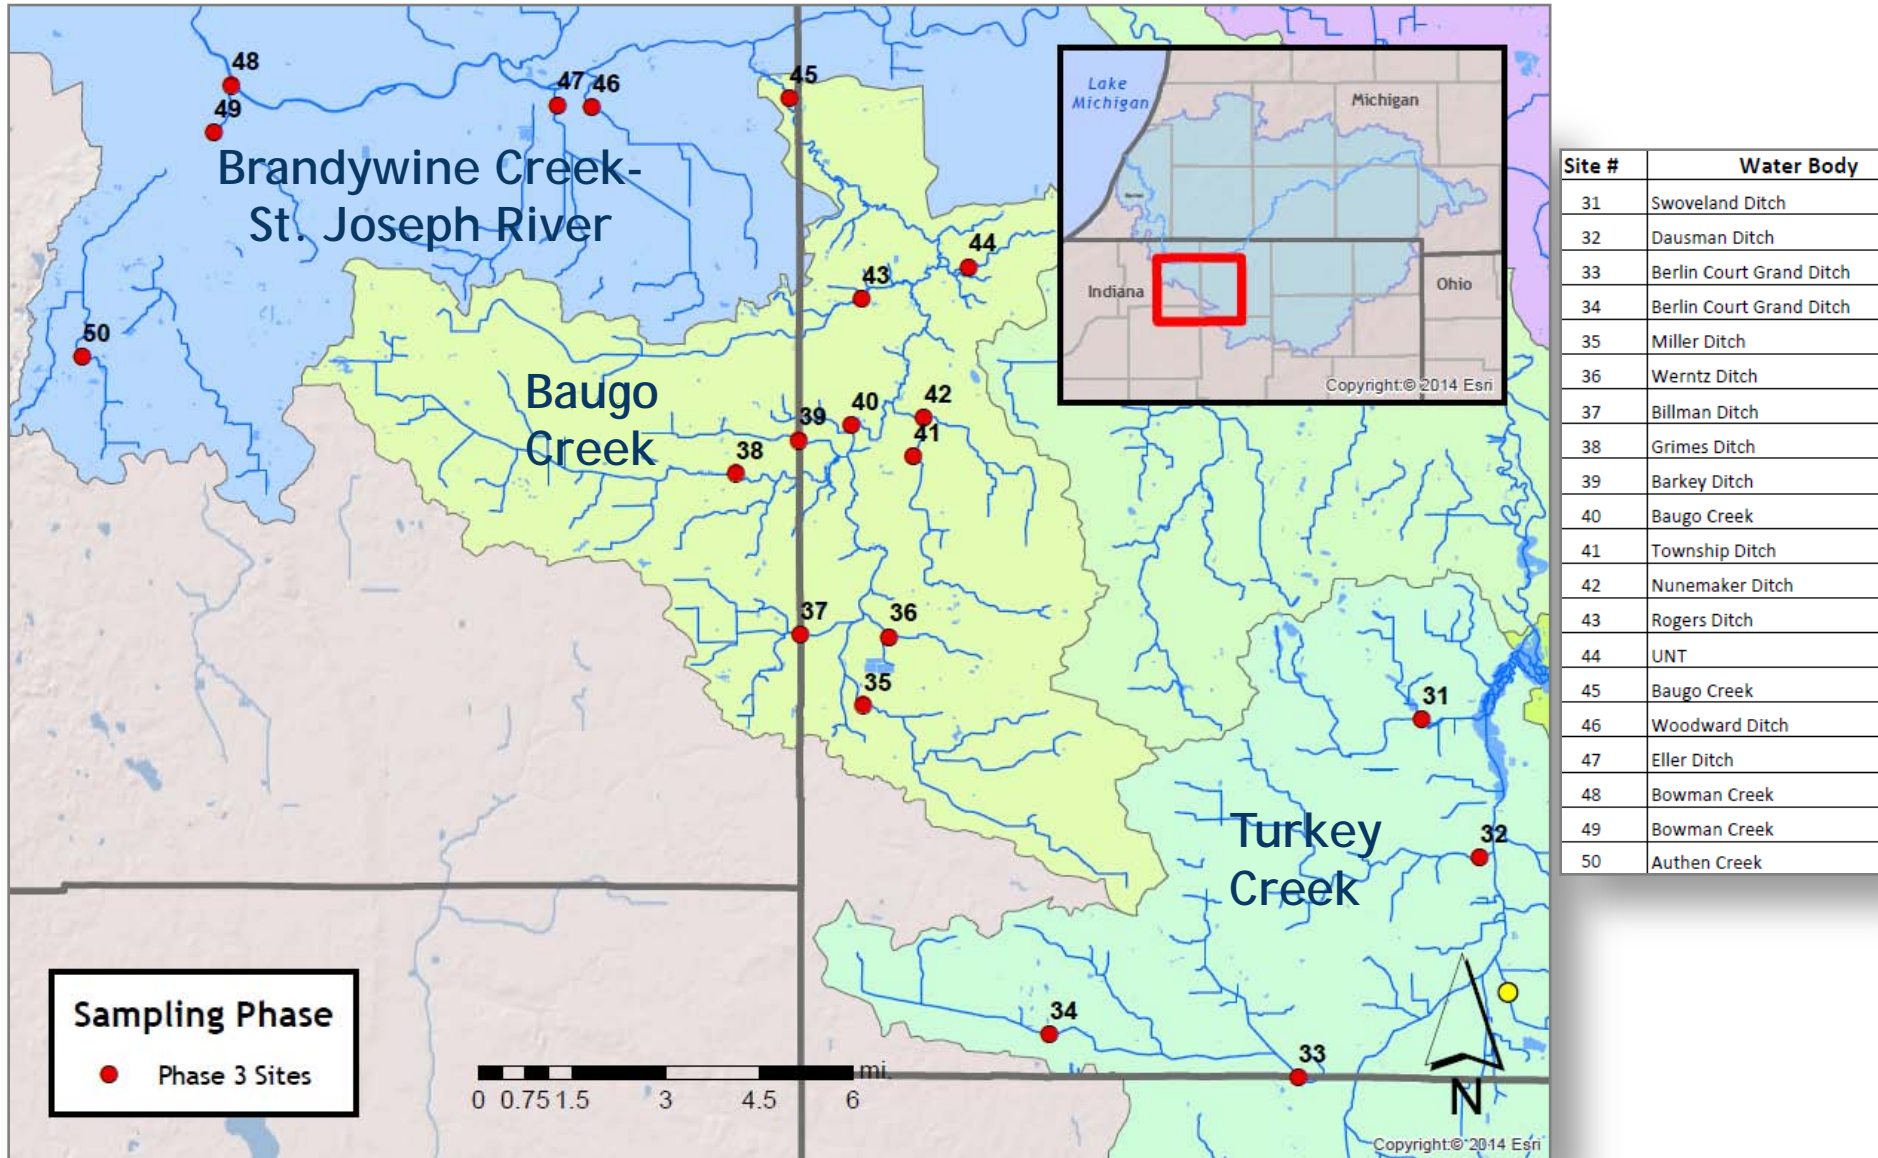 48
47 46
45
49
Brandywine Creek-
St. Joseph River
44
43
50
Baugo
Creek
42
40
39
41
38
37
36
35
31
Turkey
Creek
32
34
33
Lake
Michigan
Michigan
Indiana
Ohio
Copyright:© 2014 Esri
Sampling Phase
Phase 3 Sites
mi.
0 0.75 1.5 3 4.5 6
N
Copyright:© 2014 Esri
Site # Water Body
31 Swoveland Ditch
32 Dausman Ditch
33 Berlin Court Grand Ditch
34 Berlin Court Grand Ditch
35 Miller Ditch
36 Werntz Ditch
37 Billman Ditch
38 Grimes Ditch
39 Barkey Ditch
40 Baugo Creek
41 Township Ditch
42 Nunemaker Ditch
43 Rogers Ditch
44 UNT
45 Baugo Creek
46 Woodward Ditch
47 Eller Ditch
48 Bowman Creek
49 Bowman Creek
50 Authen Creek